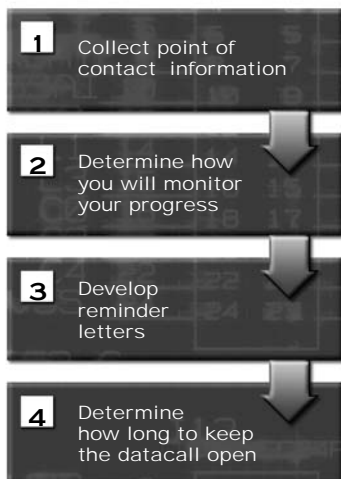 1
Collect point of
contact information
2
Determine how
you will monitor
your progress
3
Develop
reminder
letters
4
Determine
how long to keep
the datacall open